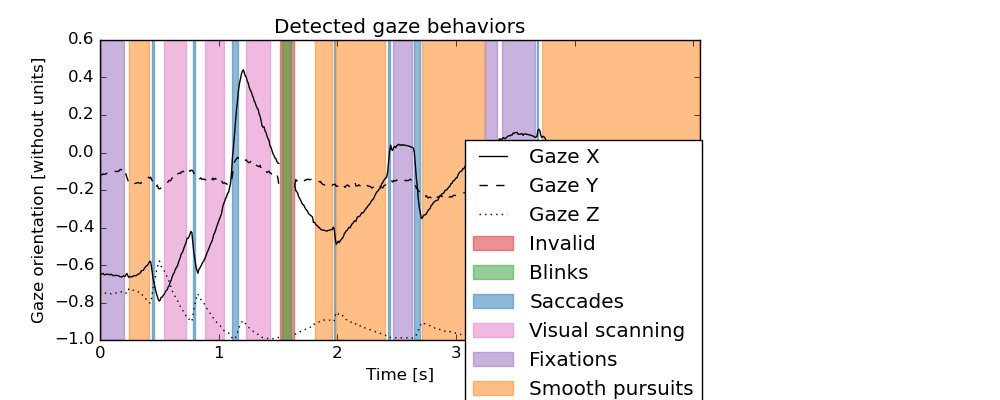 Detected gaze behaviors
Gaze orientation [without units]
0.6
0.4
0.2
0.0
−0.2
−0.4
−0.6
−0.8
−1.0
0 1 2 3
Time [s]
Gaze X
Gaze Y
Gaze Z
Invalid
Blinks
Saccades
Visual scanning
Fixations
Smooth pursuits